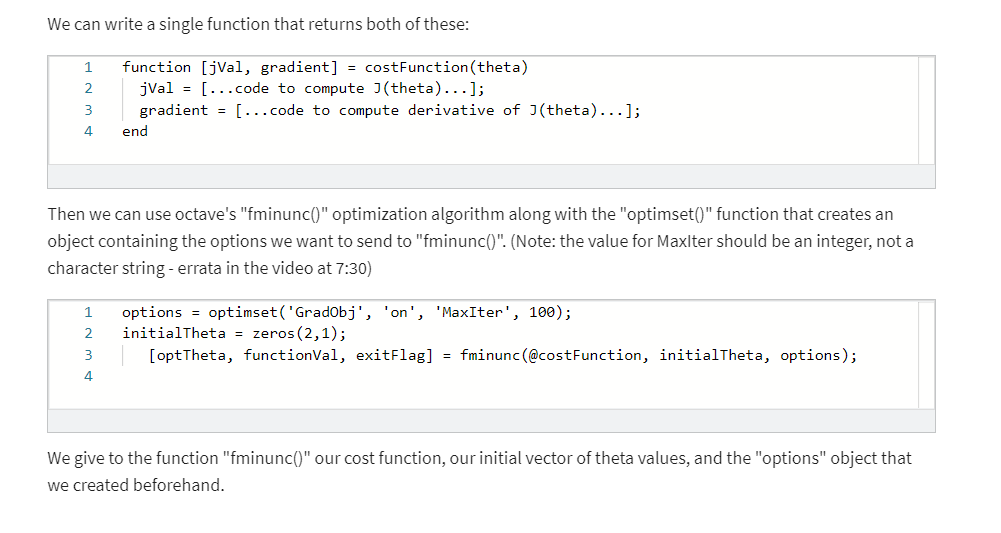 We can write a single function that returns both of these:
1 function [jVal, gradient] = costFunction(theta)
2 jVal = [...code to compute J(theta)...];
3 gradient = [...code to compute derivative of J(theta)...];
4 end
Then we can use octave's "fminunc()" optimization algorithm along with the "optimset()" function that creates an
object containing the options we want to send to "fminunc()". (Note: the value for MaxIter should be an integer, not a
character string - errata in the video at 7:30)
1 options = optimset('GradObj', 'on', 'MaxIter', 100);
2 initialTheta = zeros(2,1);
3 [optTheta, functionVal, exitFlag] = fminunc(@costFunction, initialTheta, options);
4
We give to the function "fminunc()" our cost function, our initial vector of theta values, and the "options" object that
we created beforehand.